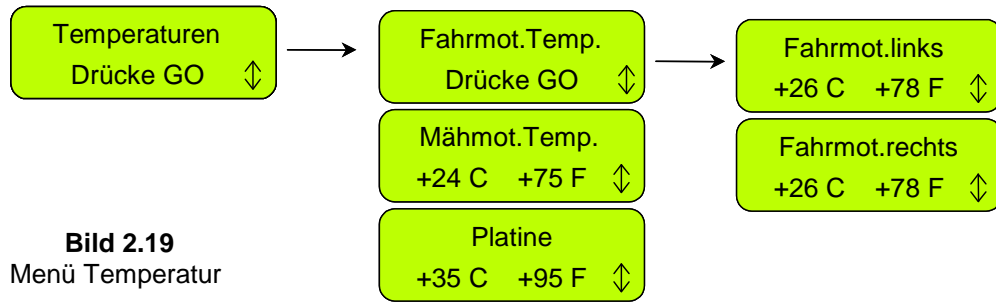 Temperaturen
Drücke GO
Fahrmot.Temp.
Drücke GO
Mähmot.Temp.
+24 C +75 F
Platine
+35 C +95 F
Fahrmot.links
+26 C +78 F
Fahrmot.rechts
+26 C +78 F
Bild 2.19
Menü Temperatur